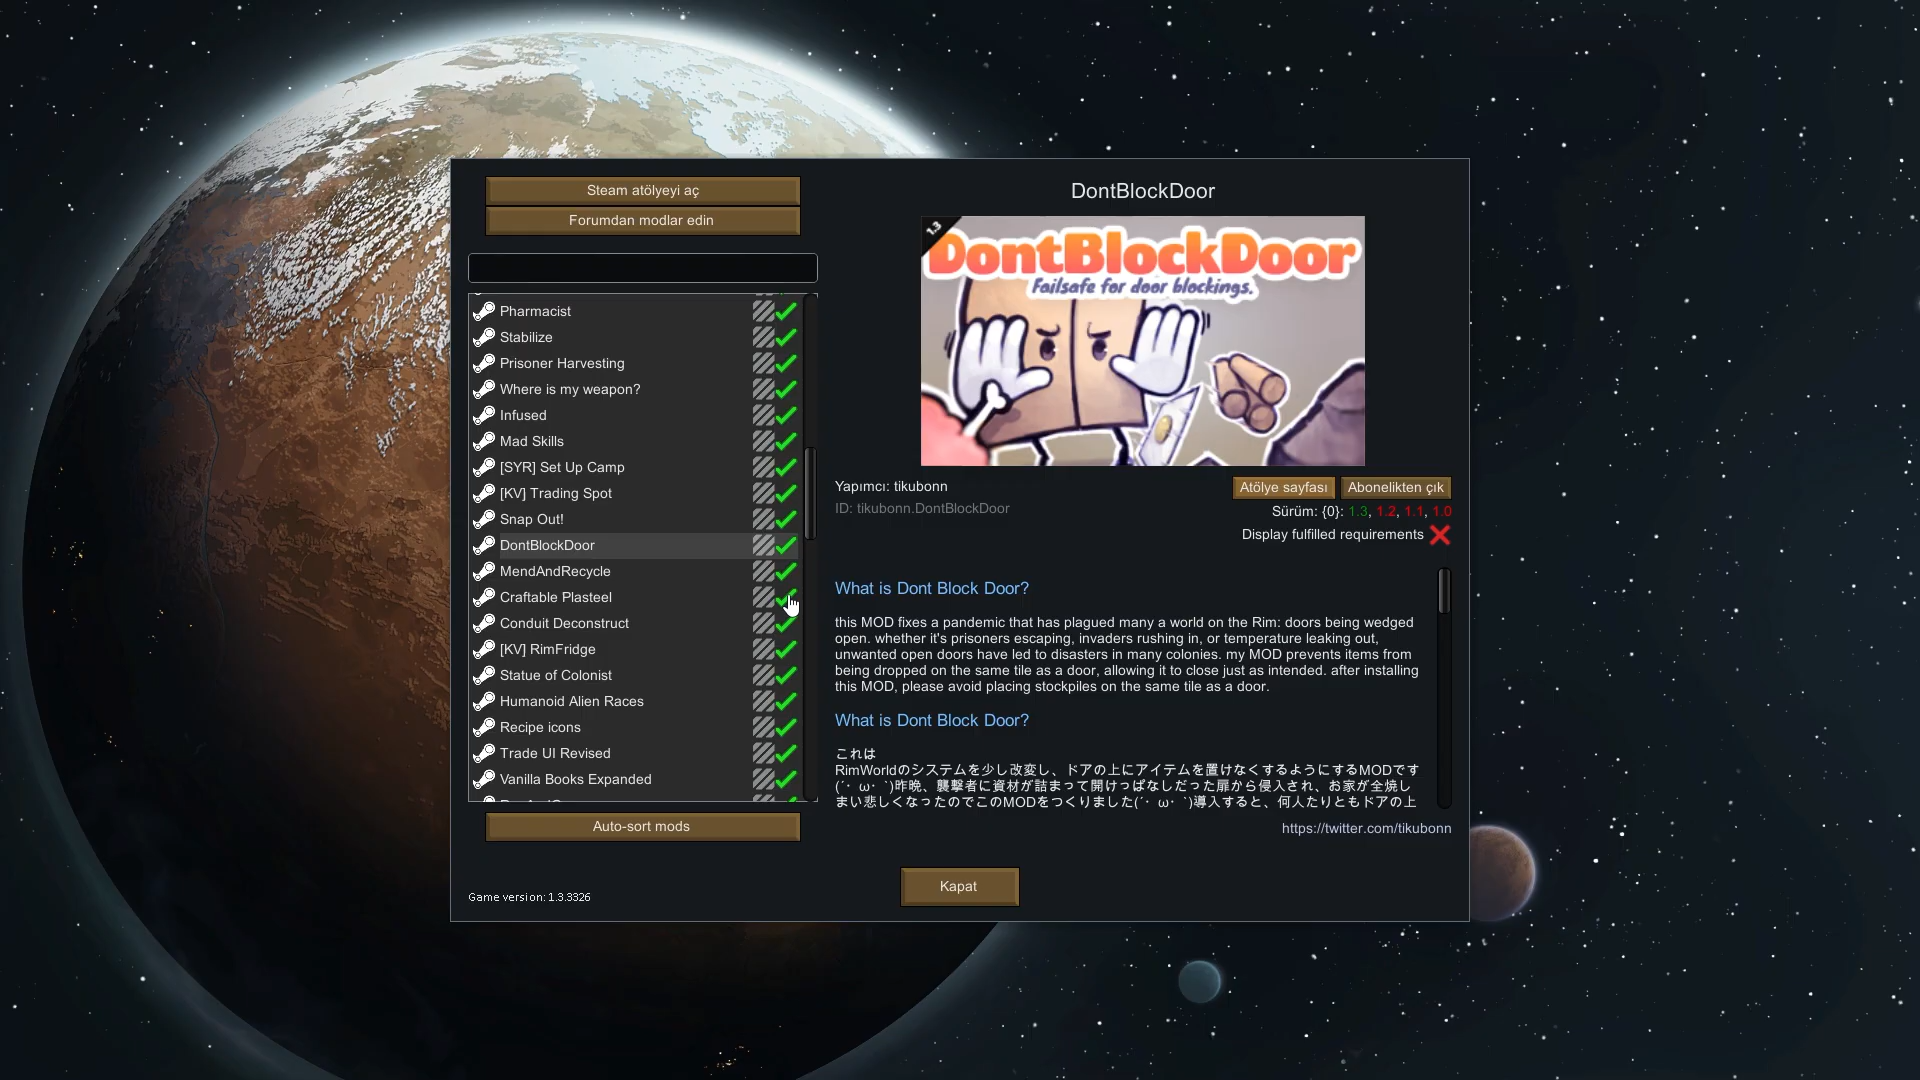 Steam atölyeyi aç
Forumdan modlar edin
Pharmacist
Stabilize
Prisoner Harvesting
Where is my weapon?
Infused
Mad Skills
[SYR] Set Up Camp
[KV] Trading Spot
Snap Out!
DontBlockDoor
MendAndRecycle
Craftable Plasteel
Conduit Deconstruct
[KV] RimFridge
Statue of Colonist
Humanoid Alien Races
Recipe icons
Trade UI Revised
Vanilla Books Expanded
Auto-sort mods
Game version: 1.3.3326
DontBlockDoor
1.3
DontBlockDoor
Failsafe for door blockings.
Yapımcı: tikubonn
Atölye sayfası
Abonelikten çık
ID: tikubonn.DontBlockDoor
Sürüm: {0}: 1.3, 1.2, 1.1, 1.0
Display fulfilled requirements
What is Dont Block Door?
this MOD fixes a pandemic that has plagued many a world on the Rim: doors being wedged
open. whether it's prisoners escaping, invaders rushing in, or temperature leaking out,
unwanted open doors have led to disasters in many colonies. my MOD prevents items from
being dropped on the same tile as a door, allowing it to close just as intended. after installing
this MOD, please avoid placing stockpiles on the same tile as a door.
What is Dont Block Door?
これは
RimWorldのシステムを少し改変し、ドアの上にアイテムを置けなくするようにするMODです
(´・ω・`)昨晩、襲撃者に資材が詰まって開けっぱなしだった扉から侵入され、お家が全焼し
まい悲しくなったのでこのMODをつくりました(´・ω・`)導入すると、何人たりともドアの上
https://twitter.com/tikubonn
Kapat